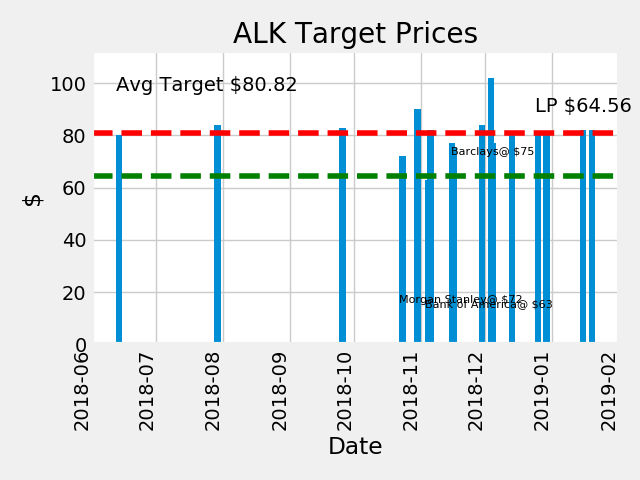 ALK Target Prices
Avg Target $80.82
LP $64.56
Barclays@ $75
Morgan Stanley@ $72
Bank of America@ $63
$
100
80
60
40
20
0
2018-06
2018-07
2018-08
2018-09
2018-10
2018-11
2018-12
2019-01
2019-02
Date